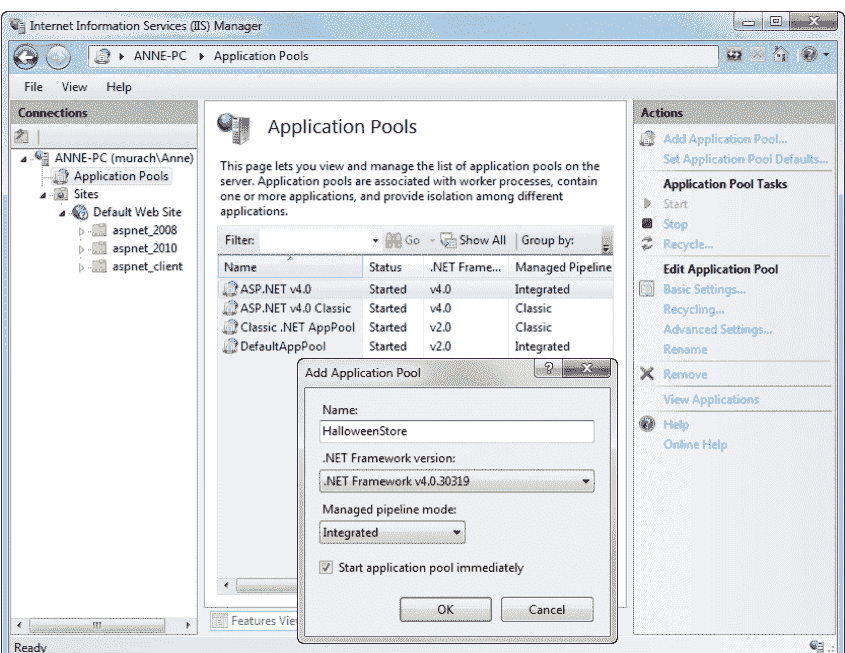 Internet Information Services (IIS) Manager
ANNE-PC
Application Pools
File View Help
Connections
ANNE-PC (murach\Anne)
Application Pools
Sites
Default Web Site
aspnet_2008
aspnet_2010
aspnet_client
Application Pools
This page lets you view and manage the list of application pools on the
server. Application pools are associated with worker processes, contain
one or more applications, and provide isolation among different
applications.
Filter: Go Show All Group by:
Name Status .NET Frame... Managed Pipeline
ASP.NET v4.0 Started v4.0 Integrated
ASP.NET v4.0 Classic Started v4.0 Classic
Classic .NET AppPool Started v2.0 Classic
DefaultAppPool Started v2.0 Integrated
Add Application Pool
Name:
HalloweenStore
.NET Framework version:
.NET Framework v4.0.30319
Managed pipeline mode:
Integrated
Start application pool immediately
OK Cancel
Features Vie
Actions
Add Application Pool...
Set Application Pool Defaults...
Application Pool Tasks
Start
Stop
Recycle...
Edit Application Pool
Basic Settings...
Recycling...
Advanced Settings...
Rename
Remove
View Applications
Help
Online Help
Ready